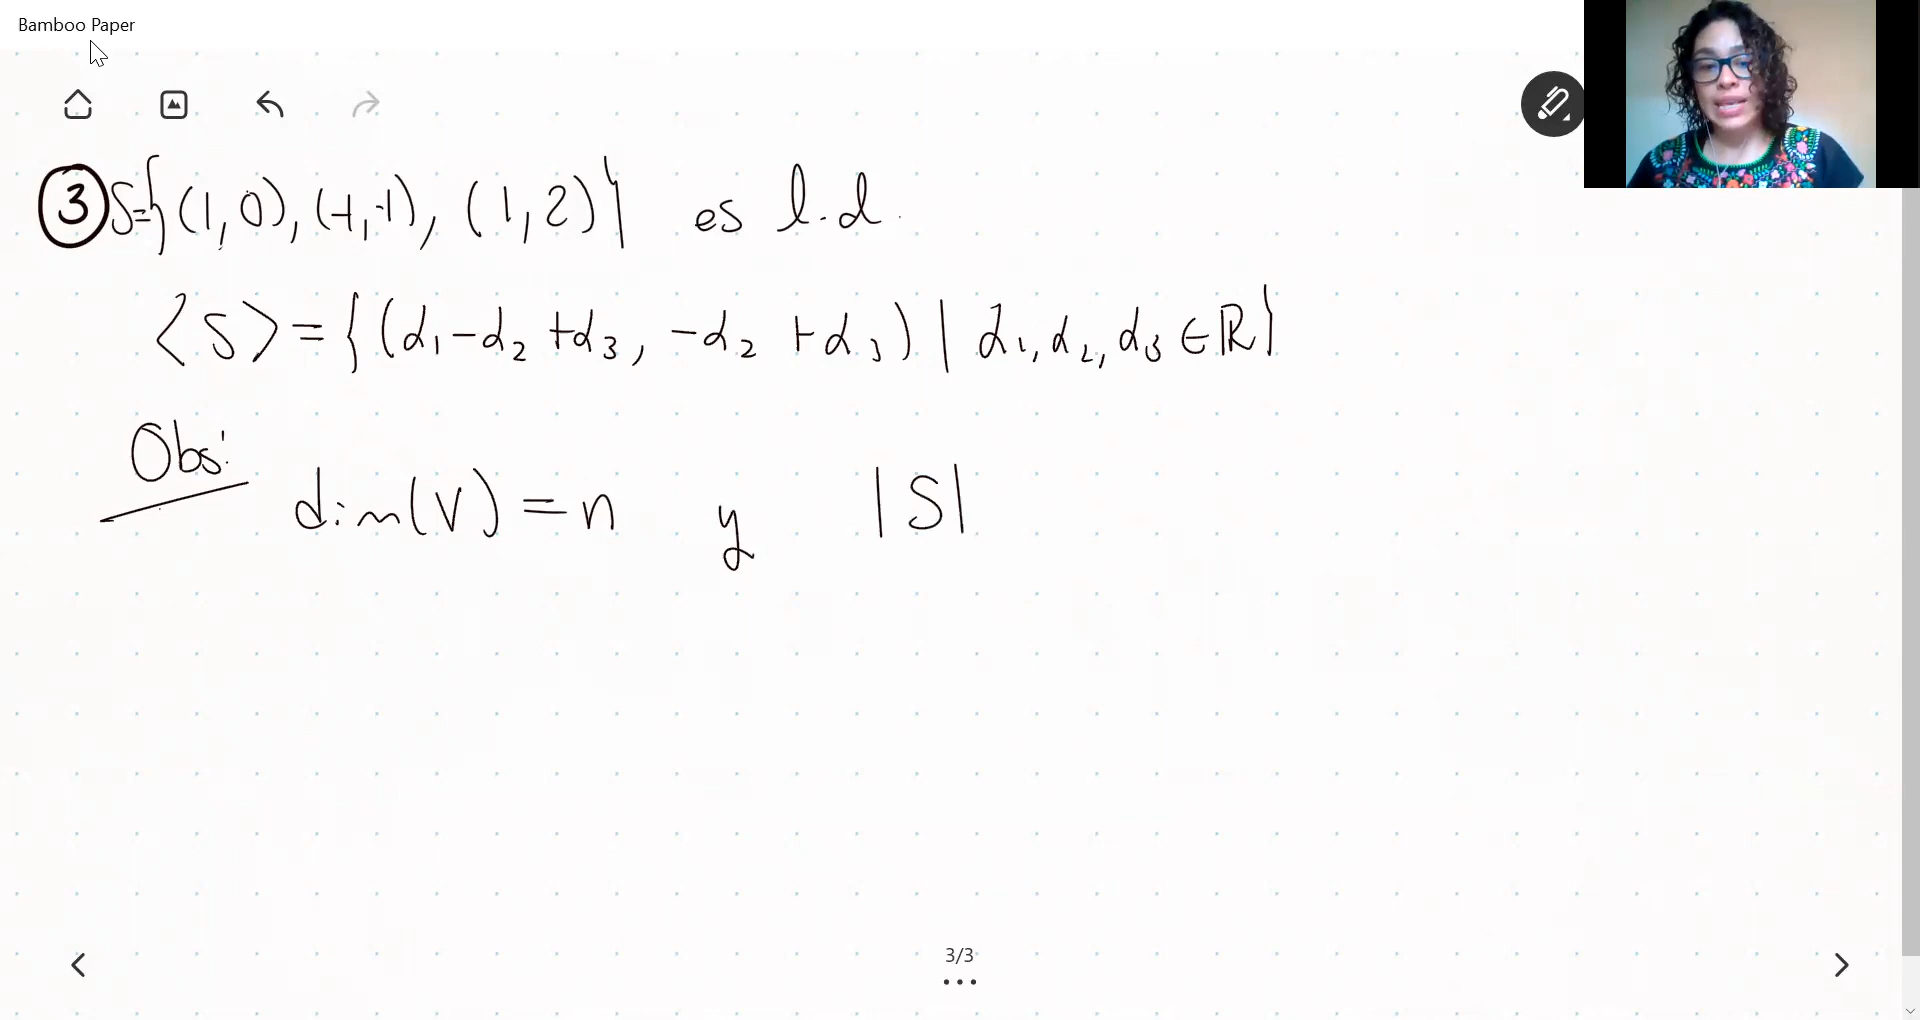 Bamboo Paper
③ S={(1,0),(-1,-1),(1,2)} es l.d.
<S>={(α₁-α₂+α₃, -α₂+α₃) | α₁,α₂,α₃∈ℝ}
Obs:
dim(V)=n y |S|
3/3